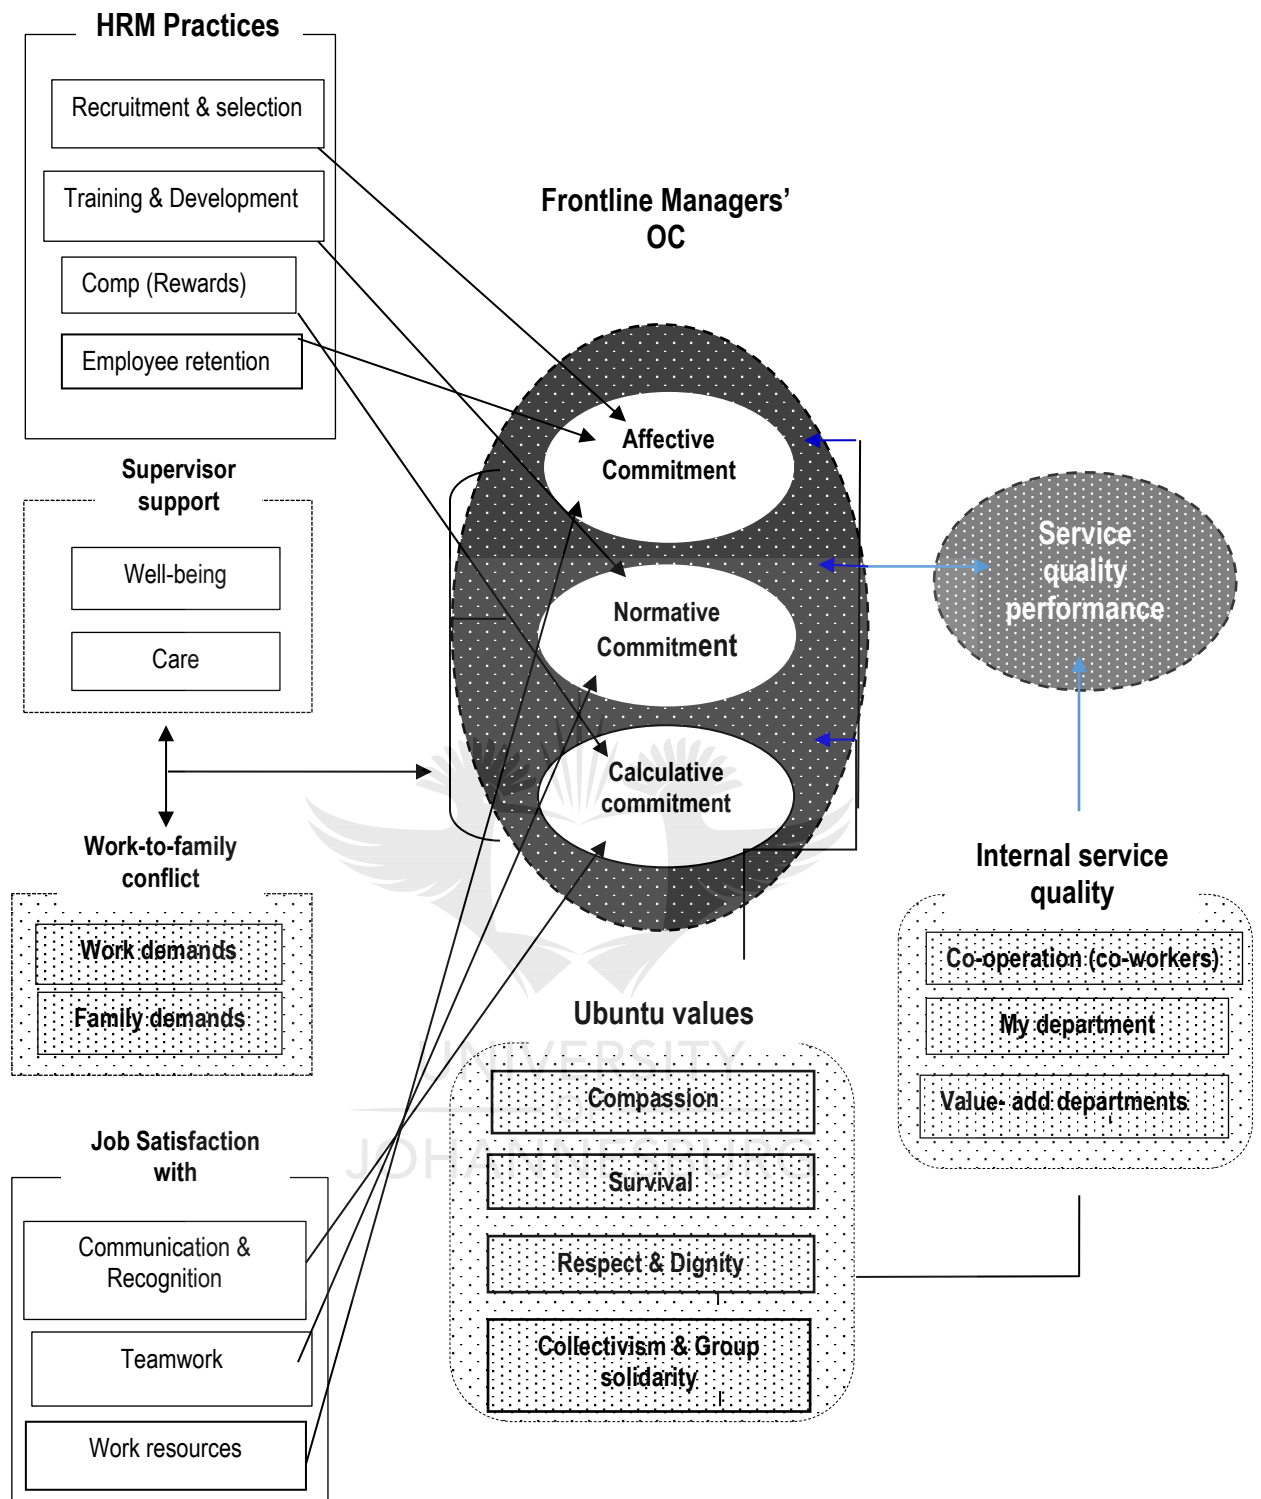 HRM Practices
Recruitment & selection
Training & Development
Comp (Rewards)
Employee retention
Supervisor
support
Well-being
Care
Work-to-family
conflict
Work demands
Family demands
Job Satisfaction
with
Communication &
Recognition
Teamwork
Work resources
Frontline Managers'
OC
Affective
Commitment
Normative
Commitment
Calculative
commitment
Ubuntu values
Compassion
Survival
Respect & Dignity
Collectivism & Group
solidarity
Service
quality
performance
Internal service
quality
Co-operation (co-workers)
My department
Value- add departments
UNIVERSITY
OF
JOHANNESBURG